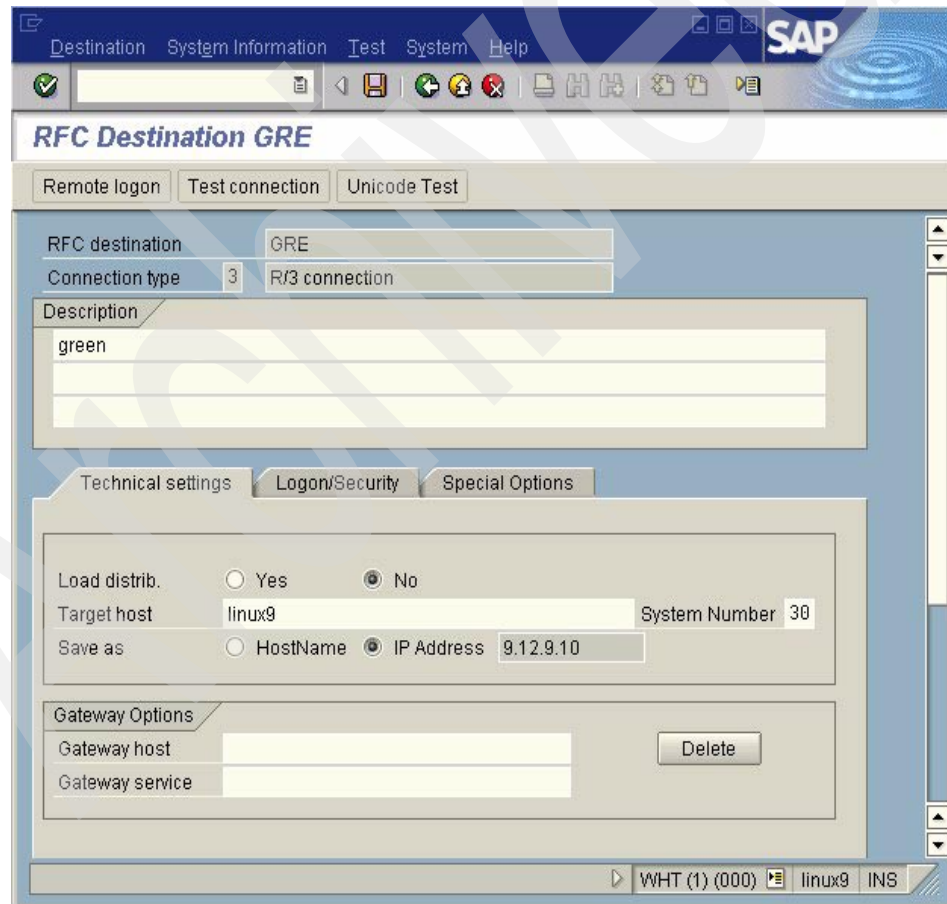 Destination System Information Test System Help
SAP
RFC Destination GRE
Remote logon Test connection Unicode Test
RFC destination GRE
Connection type 3 R/3 connection
Description
green
Technical settings Logon/Security Special Options
Load distrib. Yes No
Target host linux9 System Number 30
Save as HostName IP Address 9.12.9.10
Gateway Options
Gateway host Delete
Gateway service
WHT (1) (000) linux9 INS